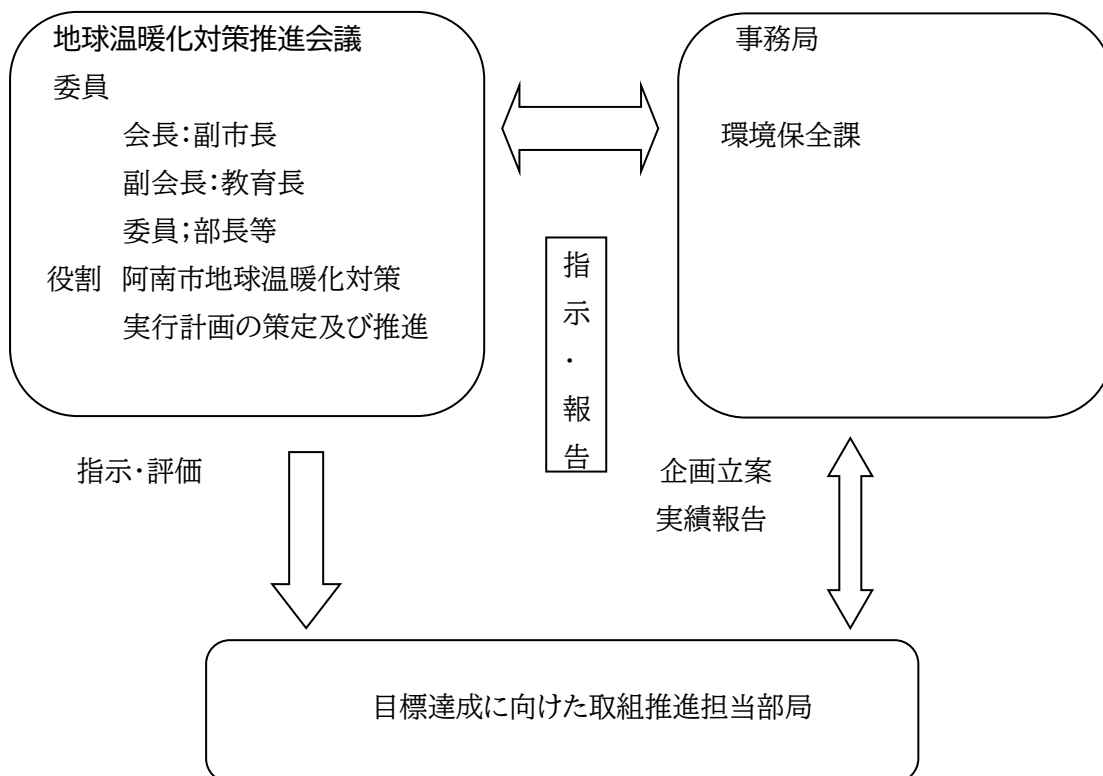 地球温暖化対策推進会議
委員
会長:副市長
副会長:教育長
委員;部長等
役割 阿南市地球温暖化対策
実行計画の策定及び推進
事務局
環境保全課
指示・報告
指示・評価
企画立案
実績報告
目標達成に向けた取組推進担当部局